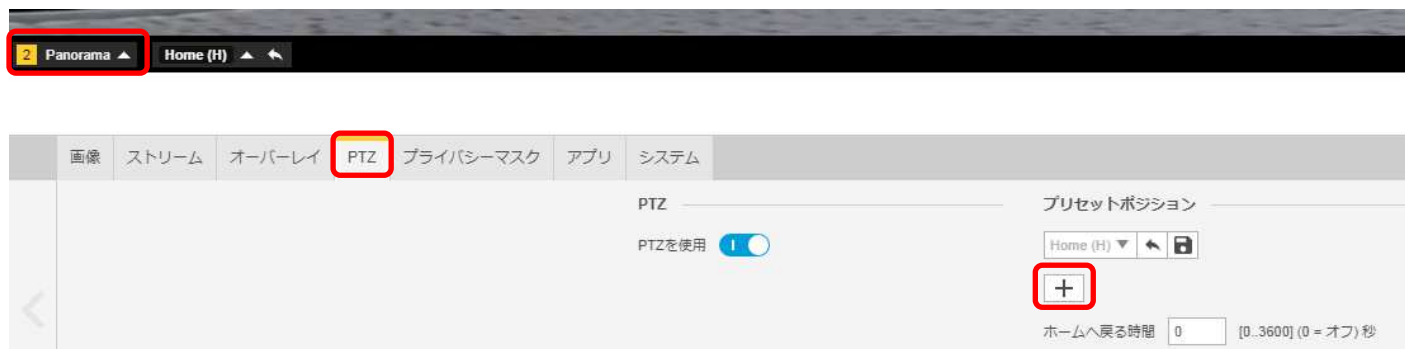 2 Panorama Home (H)
画像 ストリーム オーバーレイ PTZ プライバシーマスク アプリ システム
PTZ プリセットポジション
PTZを使用 Home (H)
ホームへ戻る時間 0 [0..3600] (0 = オフ) 秒